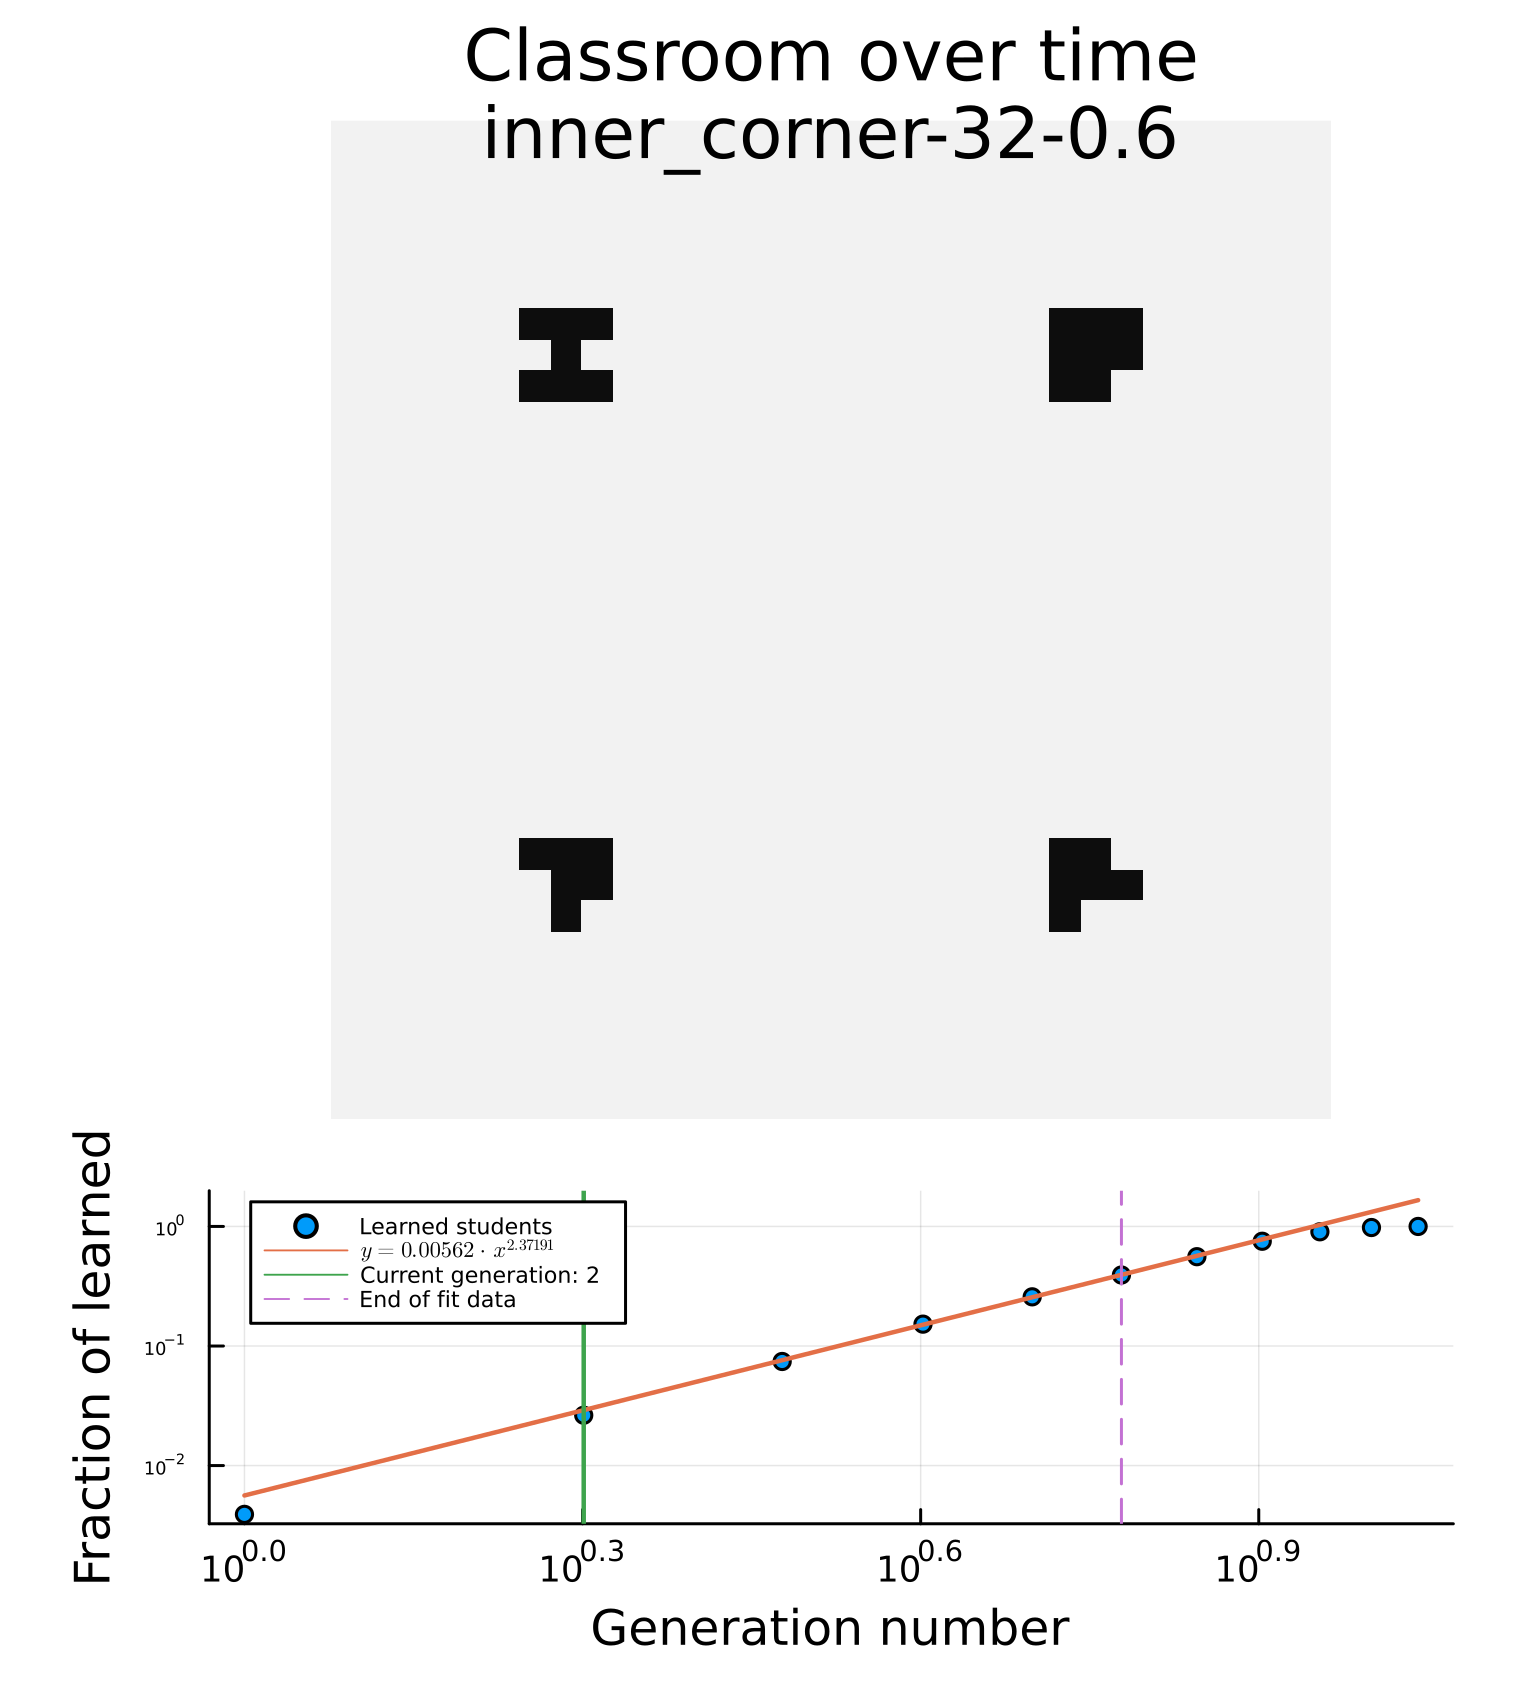 Classroom over time
inner_corner-32-0.6
Fraction of learned
10⁰
10⁻¹
10⁻²
Learned students
y = 0.00562 · x^2.37191
Current generation: 2
End of fit data
10^0.0 10^0.3 10^0.6 10^0.9
Generation number